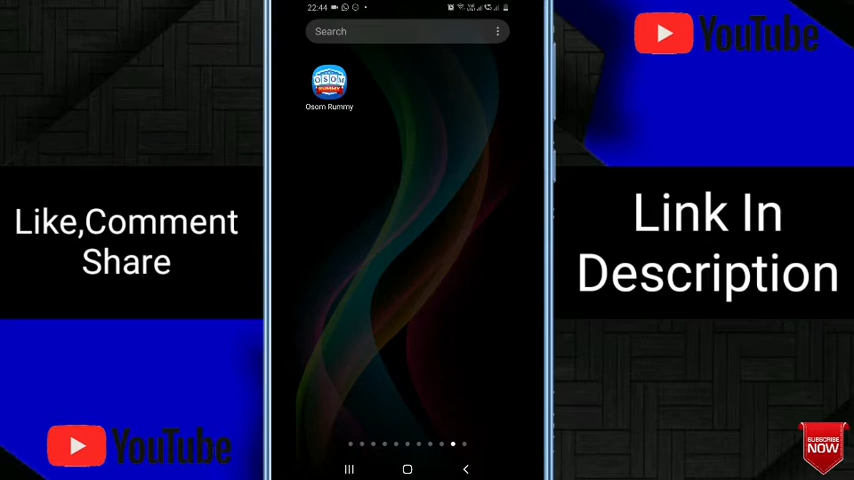 22:44
Search
OSOM
RUMMY
Osom Rummy
YouTube
Like,Comment
Share
Link In
Description
YouTube
SUBSCRIBE
NOW